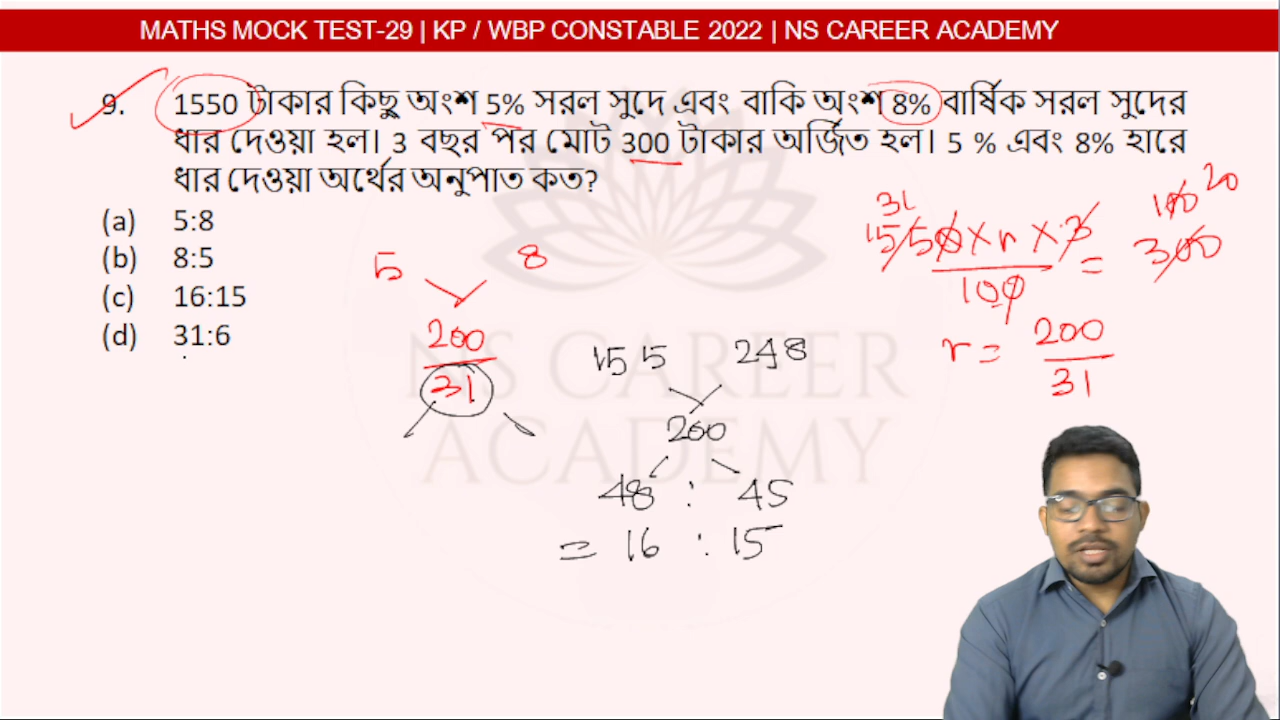 MATHS MOCK TEST-29 | KP / WBP CONSTABLE 2022 | NS CAREER ACADEMY
9. 1550 টাকার কিছু অংশ 5% সরল সুদে এবং বাকি অংশ 8% বার্ষিক সরল সুদের
ধার দেওয়া হল। 3 বছর পর মোট 300 টাকার অর্জিত হল। 5 % এবং 8% হারে
ধার দেওয়া অর্থের অনুপাত কত?
(a) 5:8
(b) 8:5
(c) 16:15
(d) 31:6
5 8
200
31
155 248
200
48 : 45
= 16 : 15
31 100 20
1550 × r × 3 = 300
100
r = 200
31
NS CAREER
ACADEMY